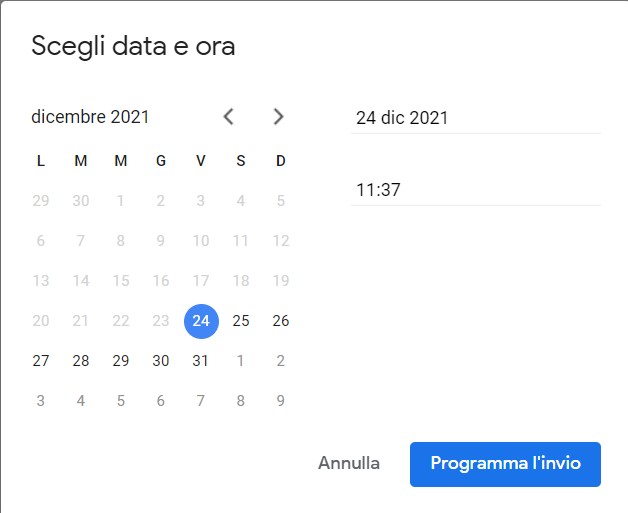 Scegli data e ora
dicembre 2021
L M M G V S D
29 30 1 2 3 4 5
6 7 8 9 10 11 12
13 14 15 16 17 18 19
20 21 22 23 24 25 26
27 28 29 30 31 1 2
3 4 5 6 7 8 9
24 dic 2021
11:37
Annulla Programma l'invio